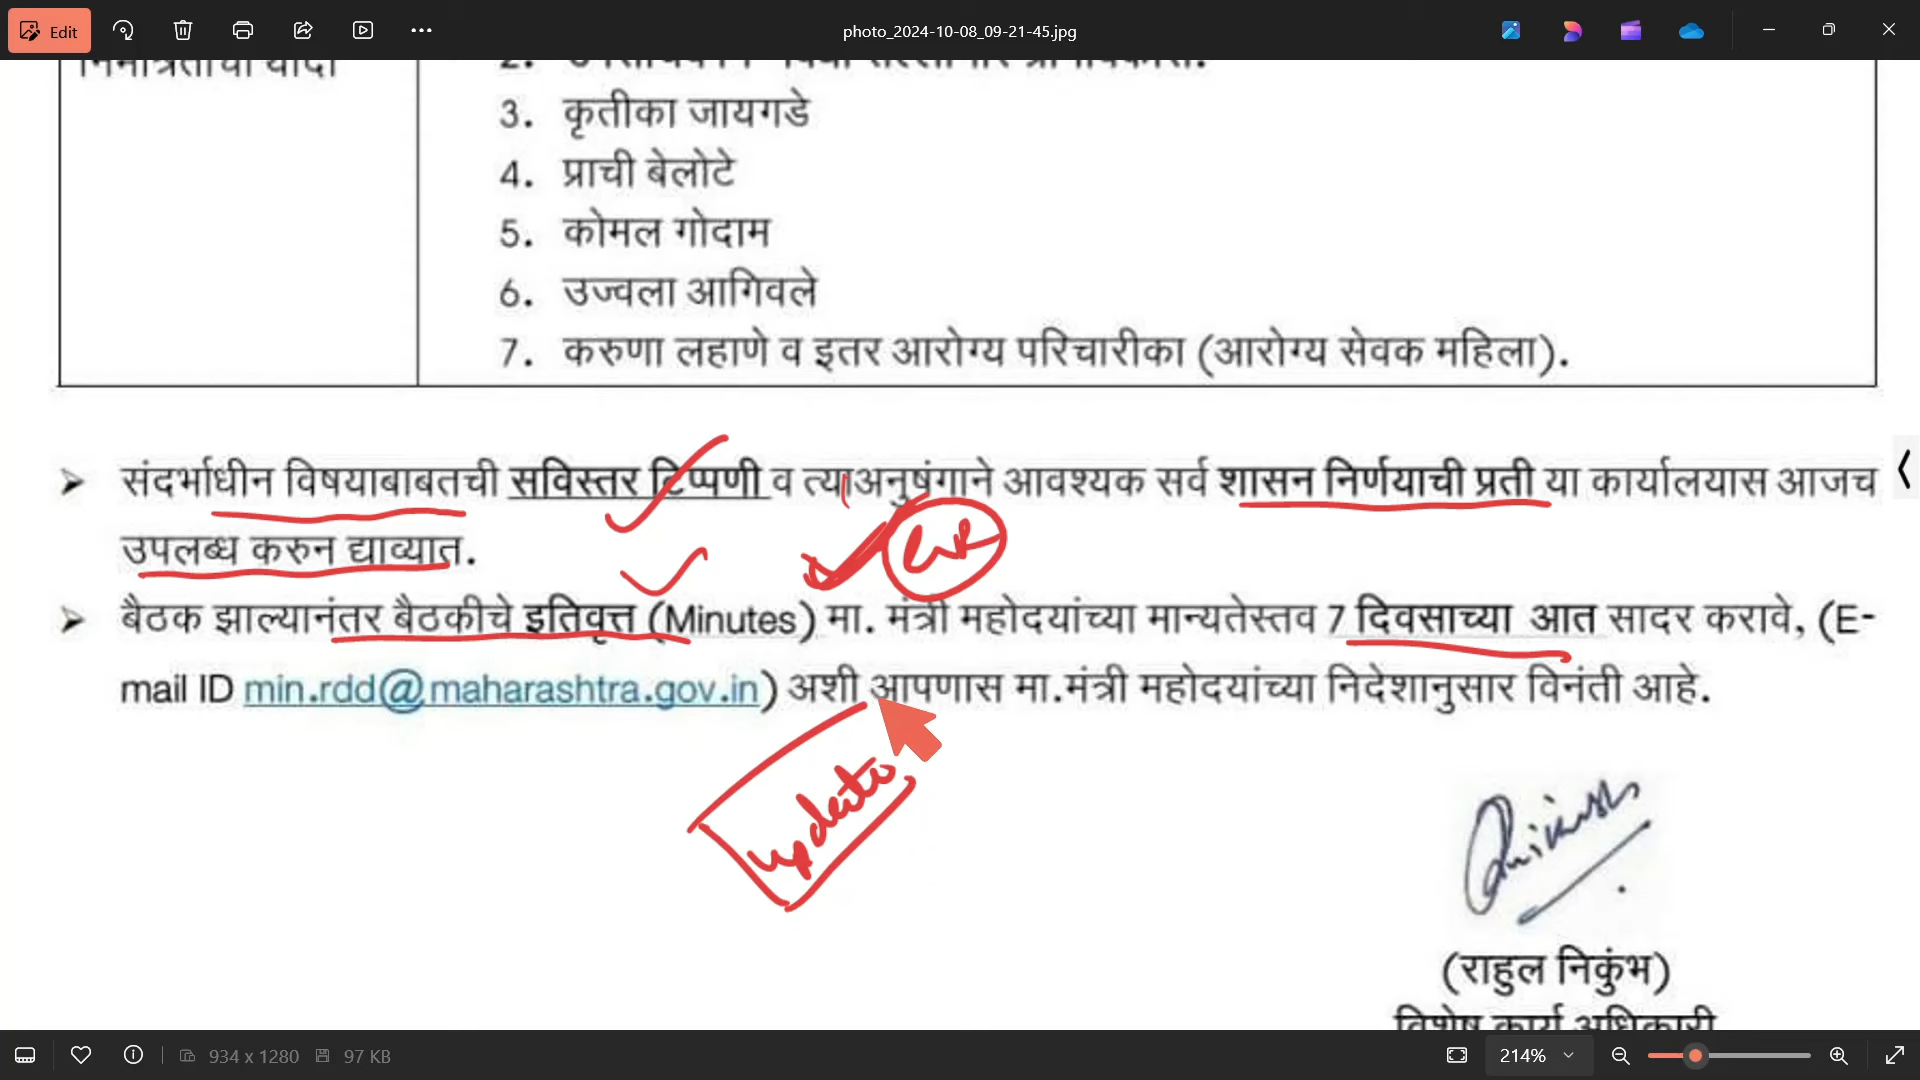 Edit
photo_2024-10-08_09-21-45.jpg
3. कृतीका जायगडे
4. प्राची बेलोटे
5. कोमल गोदाम
6. उज्वला आगिवले
7. करुणा लहाणे व इतर आरोग्य परिचारीका (आरोग्य सेवक महिला).
संदर्भाधीन विषयाबाबतची सविस्तर टिप्पणी व त्या अनुषंगाने आवश्यक सर्व शासन निर्णयाची प्रती या कार्यालयास आजच
उपलब्ध करुन द्याव्यात.
बैठक झाल्यानंतर बैठकीचे इतिवृत्त (Minutes) मा. मंत्री महोदयांच्या मान्यतेस्तव 7 दिवसाच्या आत सादर करावे, (E-
mail ID min.rdd@maharashtra.gov.in) अशी आपणास मा.मंत्री महोदयांच्या निदेशानुसार विनंती आहे.
update
(राहुल निकुंभ)
विशेष कार्य अधिकारी
934 x 1280
97 KB
214%